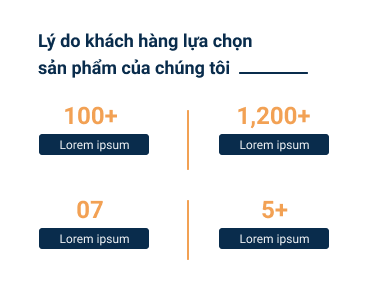 Lý do khách hàng lựa chọn
sản phẩm của chúng tôi
100+
Lorem ipsum
1,200+
Lorem ipsum
07
Lorem ipsum
5+
Lorem ipsum